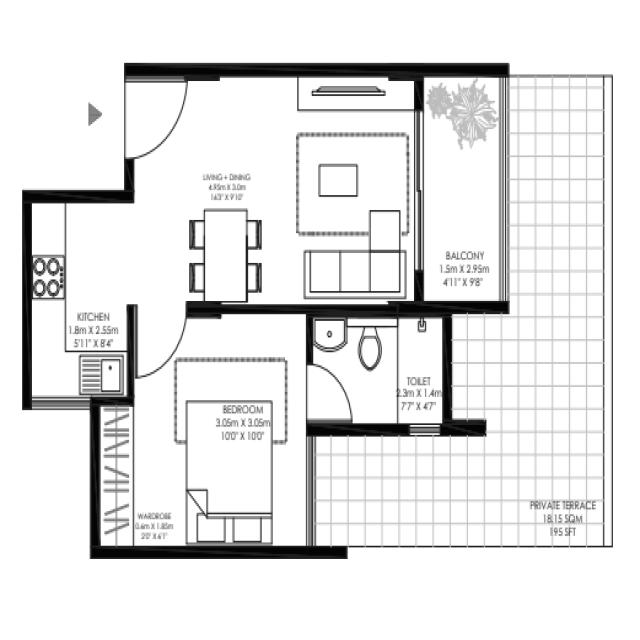 LIVING + DINING
4.95m X 3.0m
16'3" X 9'10"
BALCONY
1.5m X 2.95m
4'11" X 9'8"
KITCHEN
1.8m X 2.55m
5'11" X 8'4"
TOILET
2.3m X 1.4m
7'7" X 4'7"
BEDROOM
3.05m X 3.05m
10'0" X 10'0"
WARDROBE
0.6m X 1.85m
2'0" X 6'1"
PRIVATE TERRACE
18.15 SQM
195 SFT